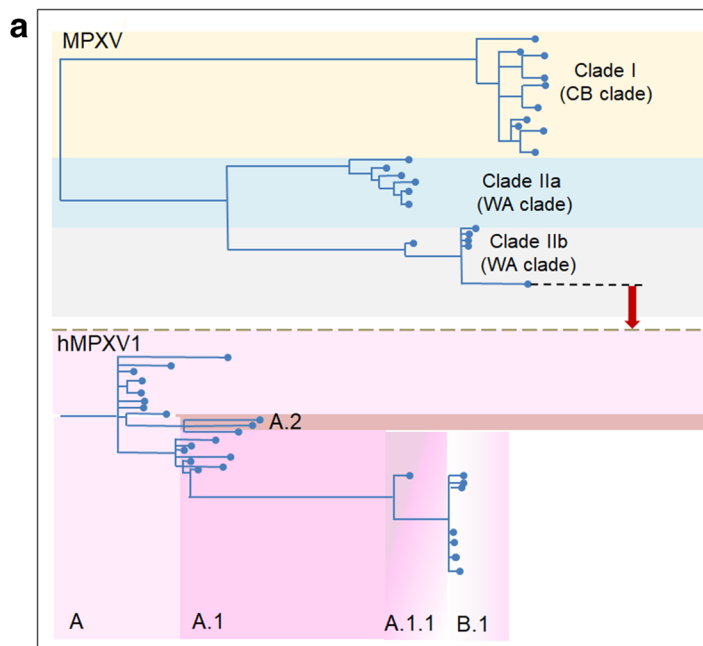 a
MPXV
Clade I
(CB clade)
Clade IIa
(WA clade)
Clade IIb
(WA clade)
hMPXV1
A.2
A
A.1
A.1.1
B.1